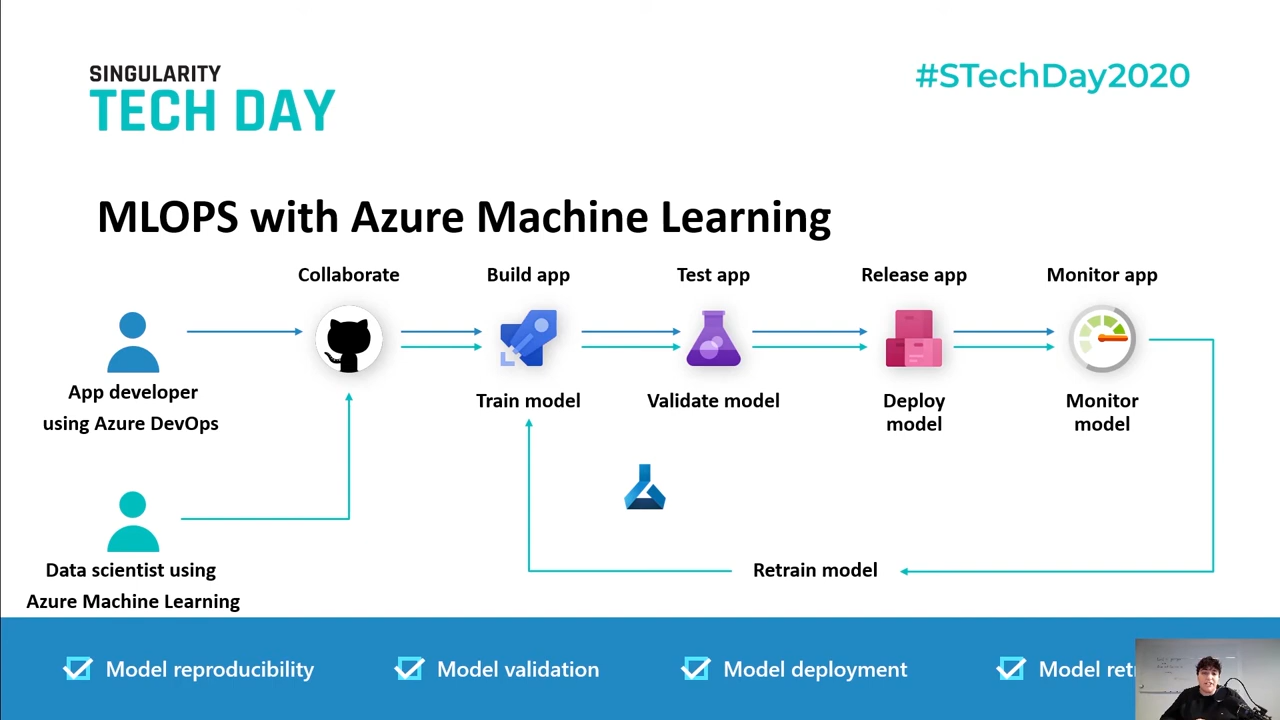 SINGULARITY
TECH DAY
#STechDay2020
MLOPS with Azure Machine Learning
Collaborate
Build app
Test app
Release app
Monitor app
App developer
using Azure DevOps
Train model
Validate model
Deploy
model
Monitor
model
Data scientist using
Azure Machine Learning
Retrain model
Model reproducibility
Model validation
Model deployment
Model